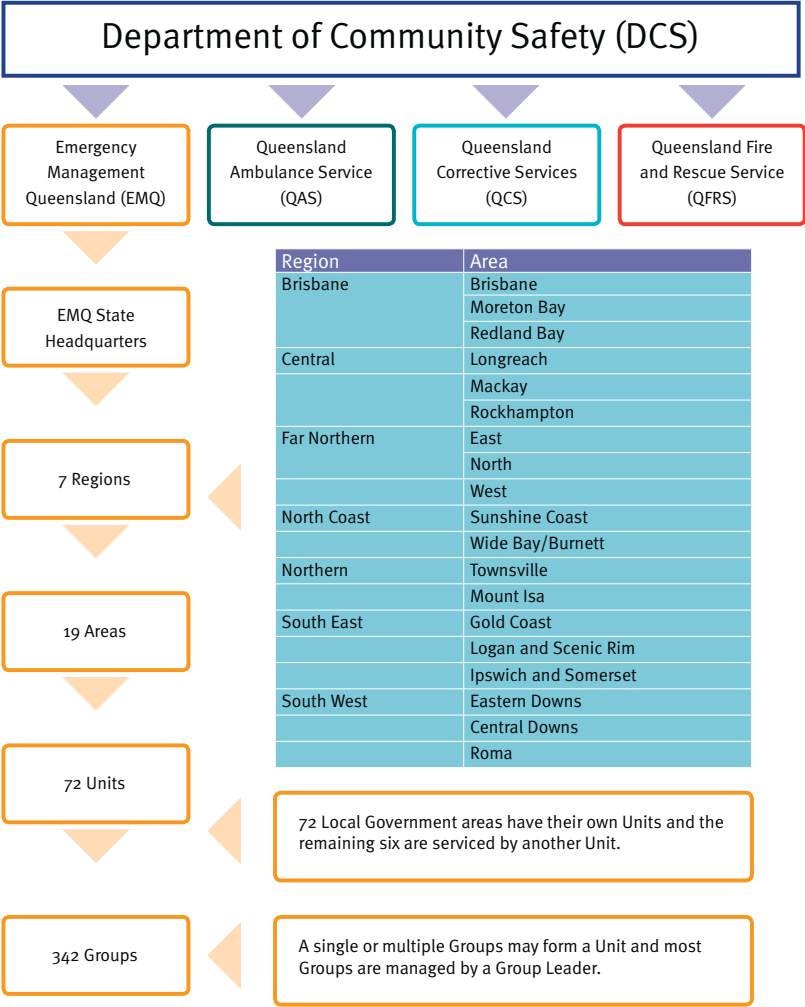 Department of Community Safety (DCS)
Emergency
Management
Queensland (EMQ)
Queensland
Ambulance Service
(QAS)
Queensland
Corrective Services
(QCS)
Queensland Fire
and Rescue Service
(QFRS)
EMQ State
Headquarters
7 Regions
19 Areas
72 Units
342 Groups
Region Area
Brisbane Brisbane
Moreton Bay
Redland Bay
Central Longreach
Mackay
Rockhampton
Far Northern East
North
West
North Coast Sunshine Coast
Wide Bay/Burnett
Northern Townsville
Mount Isa
South East Gold Coast
Logan and Scenic Rim
Ipswich and Somerset
South West Eastern Downs
Central Downs
Roma
72 Local Government areas have their own Units and the
remaining six are serviced by another Unit.
A single or multiple Groups may form a Unit and most
Groups are managed by a Group Leader.